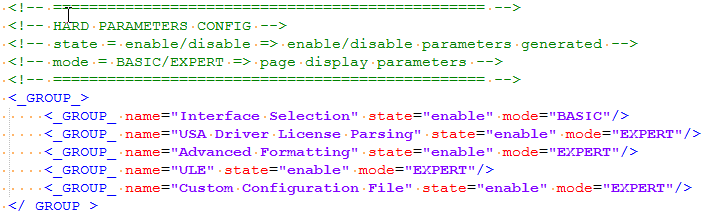 <!-- ================================================ -->
<!-- HARD PARAMETERS CONFIG -->
<!-- state = enable/disable => enable/disable parameters generated -->
<!-- mode = BASIC/EXPERT => page display parameters -->
<!-- ================================================ -->
<_GROUP_>
<_GROUP_ name="Interface Selection" state="enable" mode="BASIC"/>
<_GROUP_ name="USA Driver License Parsing" state="enable" mode="EXPERT"/>
<_GROUP_ name="Advanced Formatting" state="enable" mode="EXPERT"/>
<_GROUP_ name="ULE" state="enable" mode="EXPERT"/>
<_GROUP_ name="Custom Configuration File" state="enable" mode="EXPERT"/>
</_GROUP_>